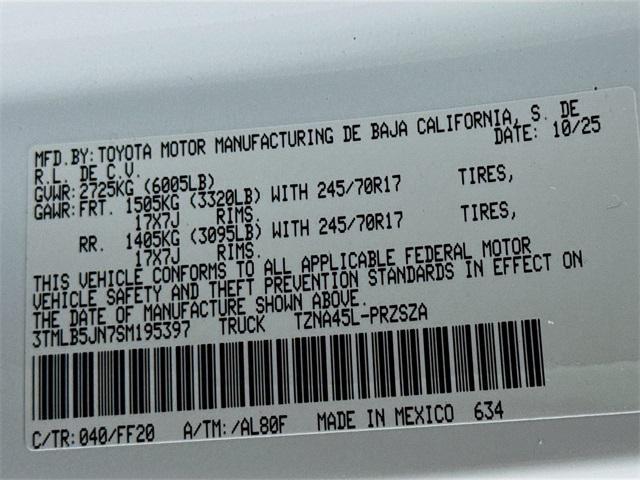 MFD.BY: TOYOTA MOTOR MANUFACTURING DE BAJA CALIFORNIA, S. DE
R.L. DE C.V. DATE: 10/25
GVWR: 2725KG (6005LB)
GAWR: FRT. 1505KG (3320LB) WITH 245/70R17 TIRES,
17X7J RIMS.
RR. 1405KG (3095LB) WITH 245/70R17 TIRES,
17X7J RIMS.
THIS VEHICLE CONFORMS TO ALL APPLICABLE FEDERAL MOTOR
VEHICLE SAFETY AND THEFT PREVENTION STANDARDS IN EFFECT ON
THE DATE OF MANUFACTURE SHOWN ABOVE.
3TMLB5JN7SM195397 TRUCK TZNA45L-PRZSZA
C/TR: 040/FF20 A/TM: /AL80F MADE IN MEXICO 634